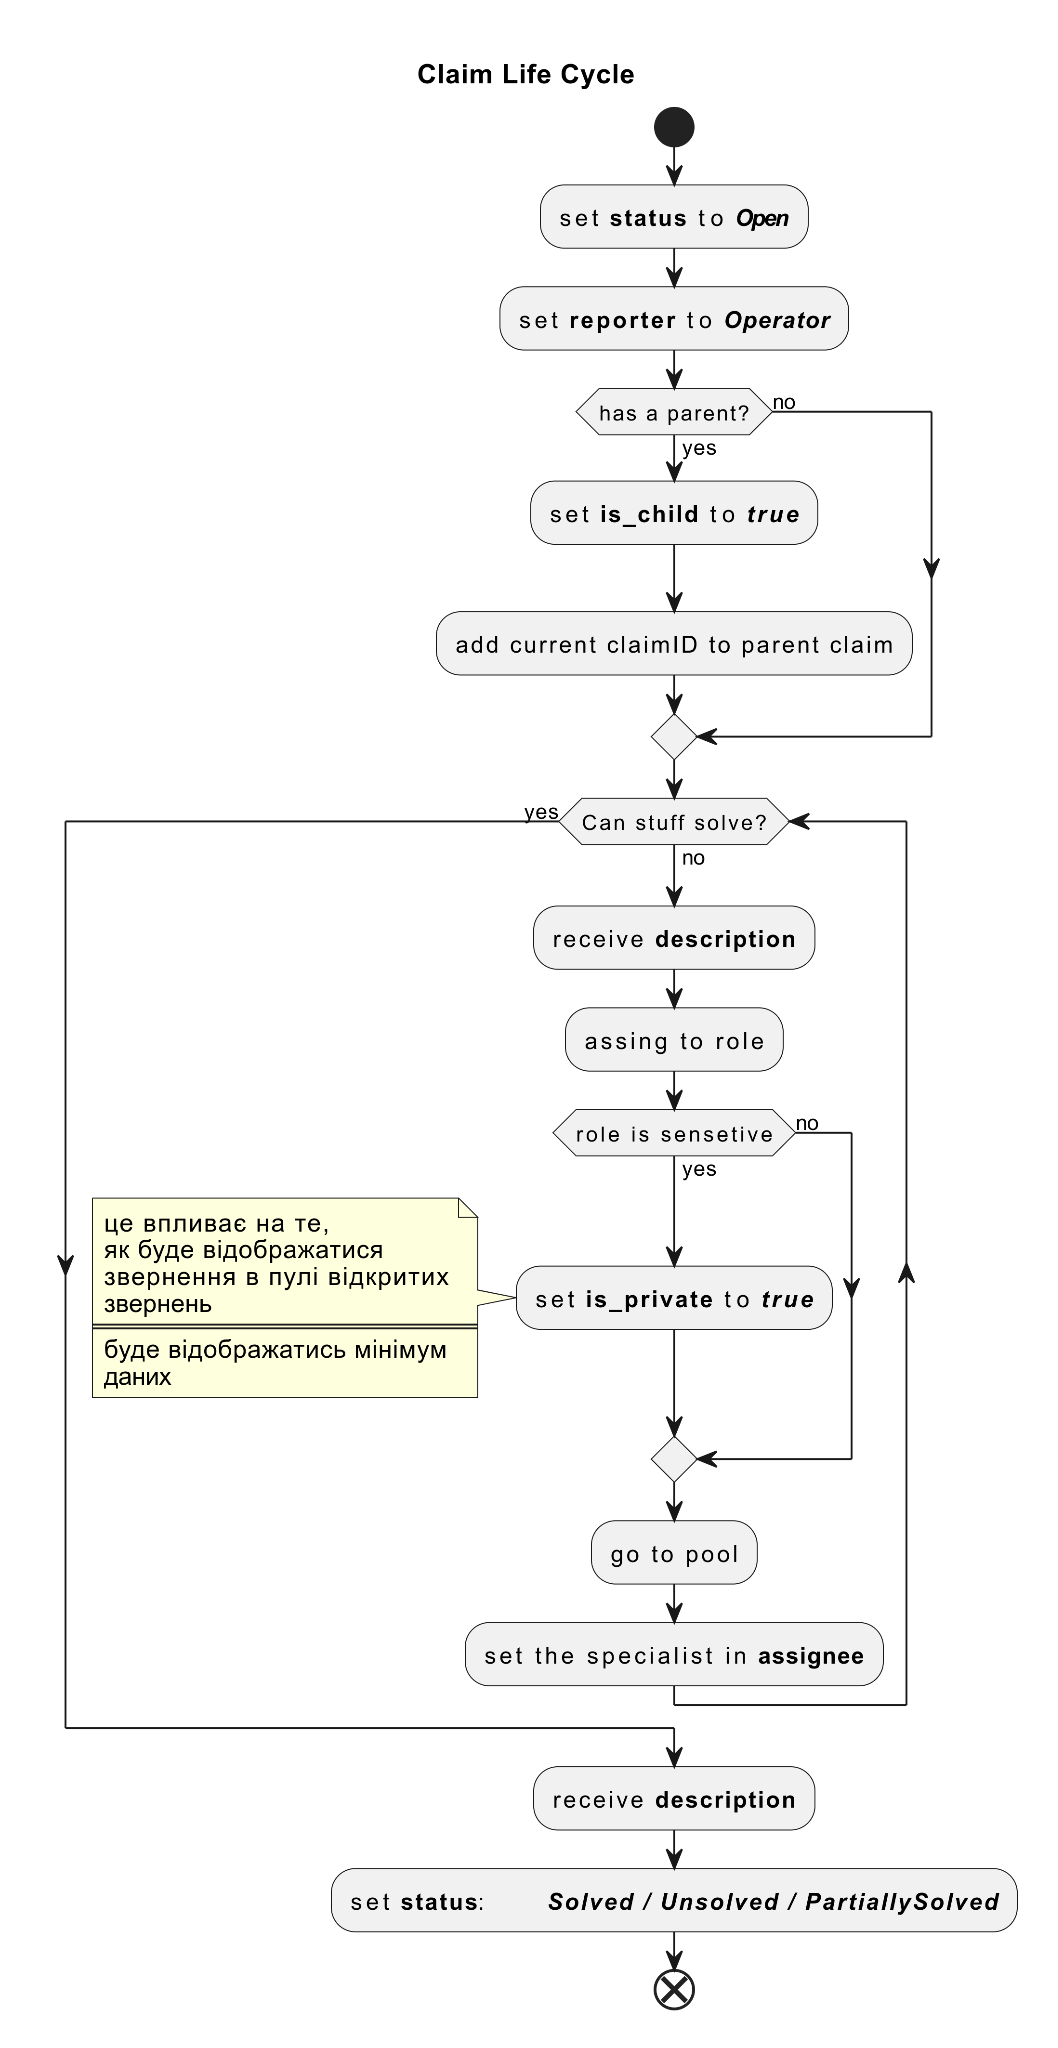 Claim Life Cycle
set status to Open
set reporter to Operator
has a parent?
no
yes
set is_child to true
add current claimID to parent claim
yes
Can stuff solve?
no
receive description
assing to role
role is sensetive
no
yes
це впливає на те,
як буде відображатися
звернення в пулі відкритих
звернень
буде відображатись мінімум
даних
set is_private to true
go to pool
set the specialist in assignee
receive description
set status: Solved / Unsolved / PartiallySolved